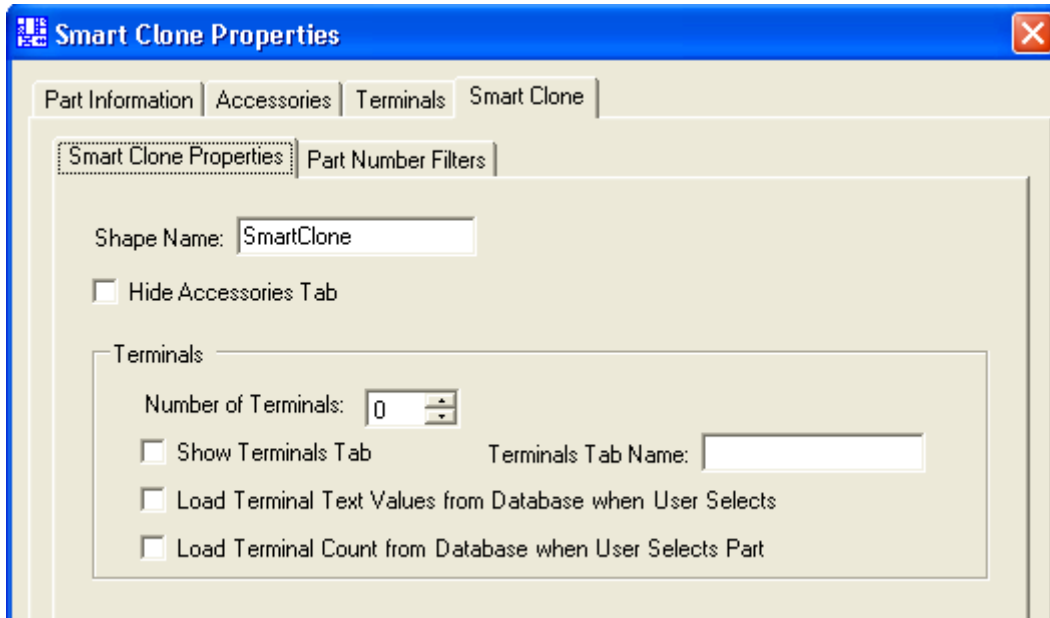 Smart Clone Properties
Part Information Accessories Terminals Smart Clone
Smart Clone Properties Part Number Filters
Shape Name: SmartClone
Hide Accessories Tab
Terminals
Number of Terminals: 0
Show Terminals Tab Terminals Tab Name:
Load Terminal Text Values from Database when User Selects
Load Terminal Count from Database when User Selects Part